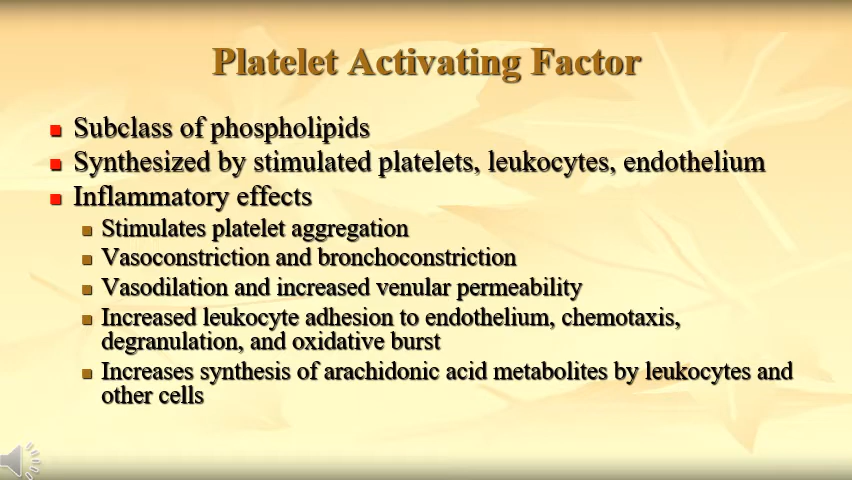 Platelet Activating Factor
Subclass of phospholipids
Synthesized by stimulated platelets, leukocytes, endothelium
Inflammatory effects
Stimulates platelet aggregation
Vasoconstriction and bronchoconstriction
Vasodilation and increased venular permeability
Increased leukocyte adhesion to endothelium, chemotaxis,
degranulation, and oxidative burst
Increases synthesis of arachidonic acid metabolites by leukocytes and
other cells